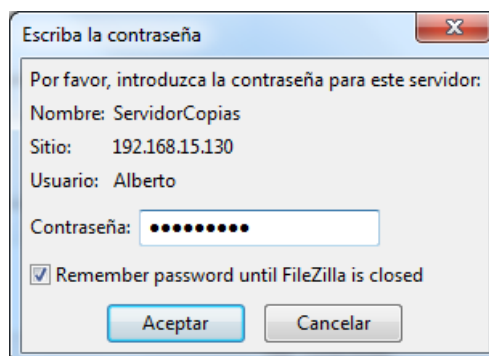 Escriba la contraseña
Por favor, introduzca la contraseña para este servidor:
Nombre: ServidorCopias
Sitio: 192.168.15.130
Usuario: Alberto
Contraseña: ●●●●●●●●●
Remember password until FileZilla is closed
Aceptar Cancelar